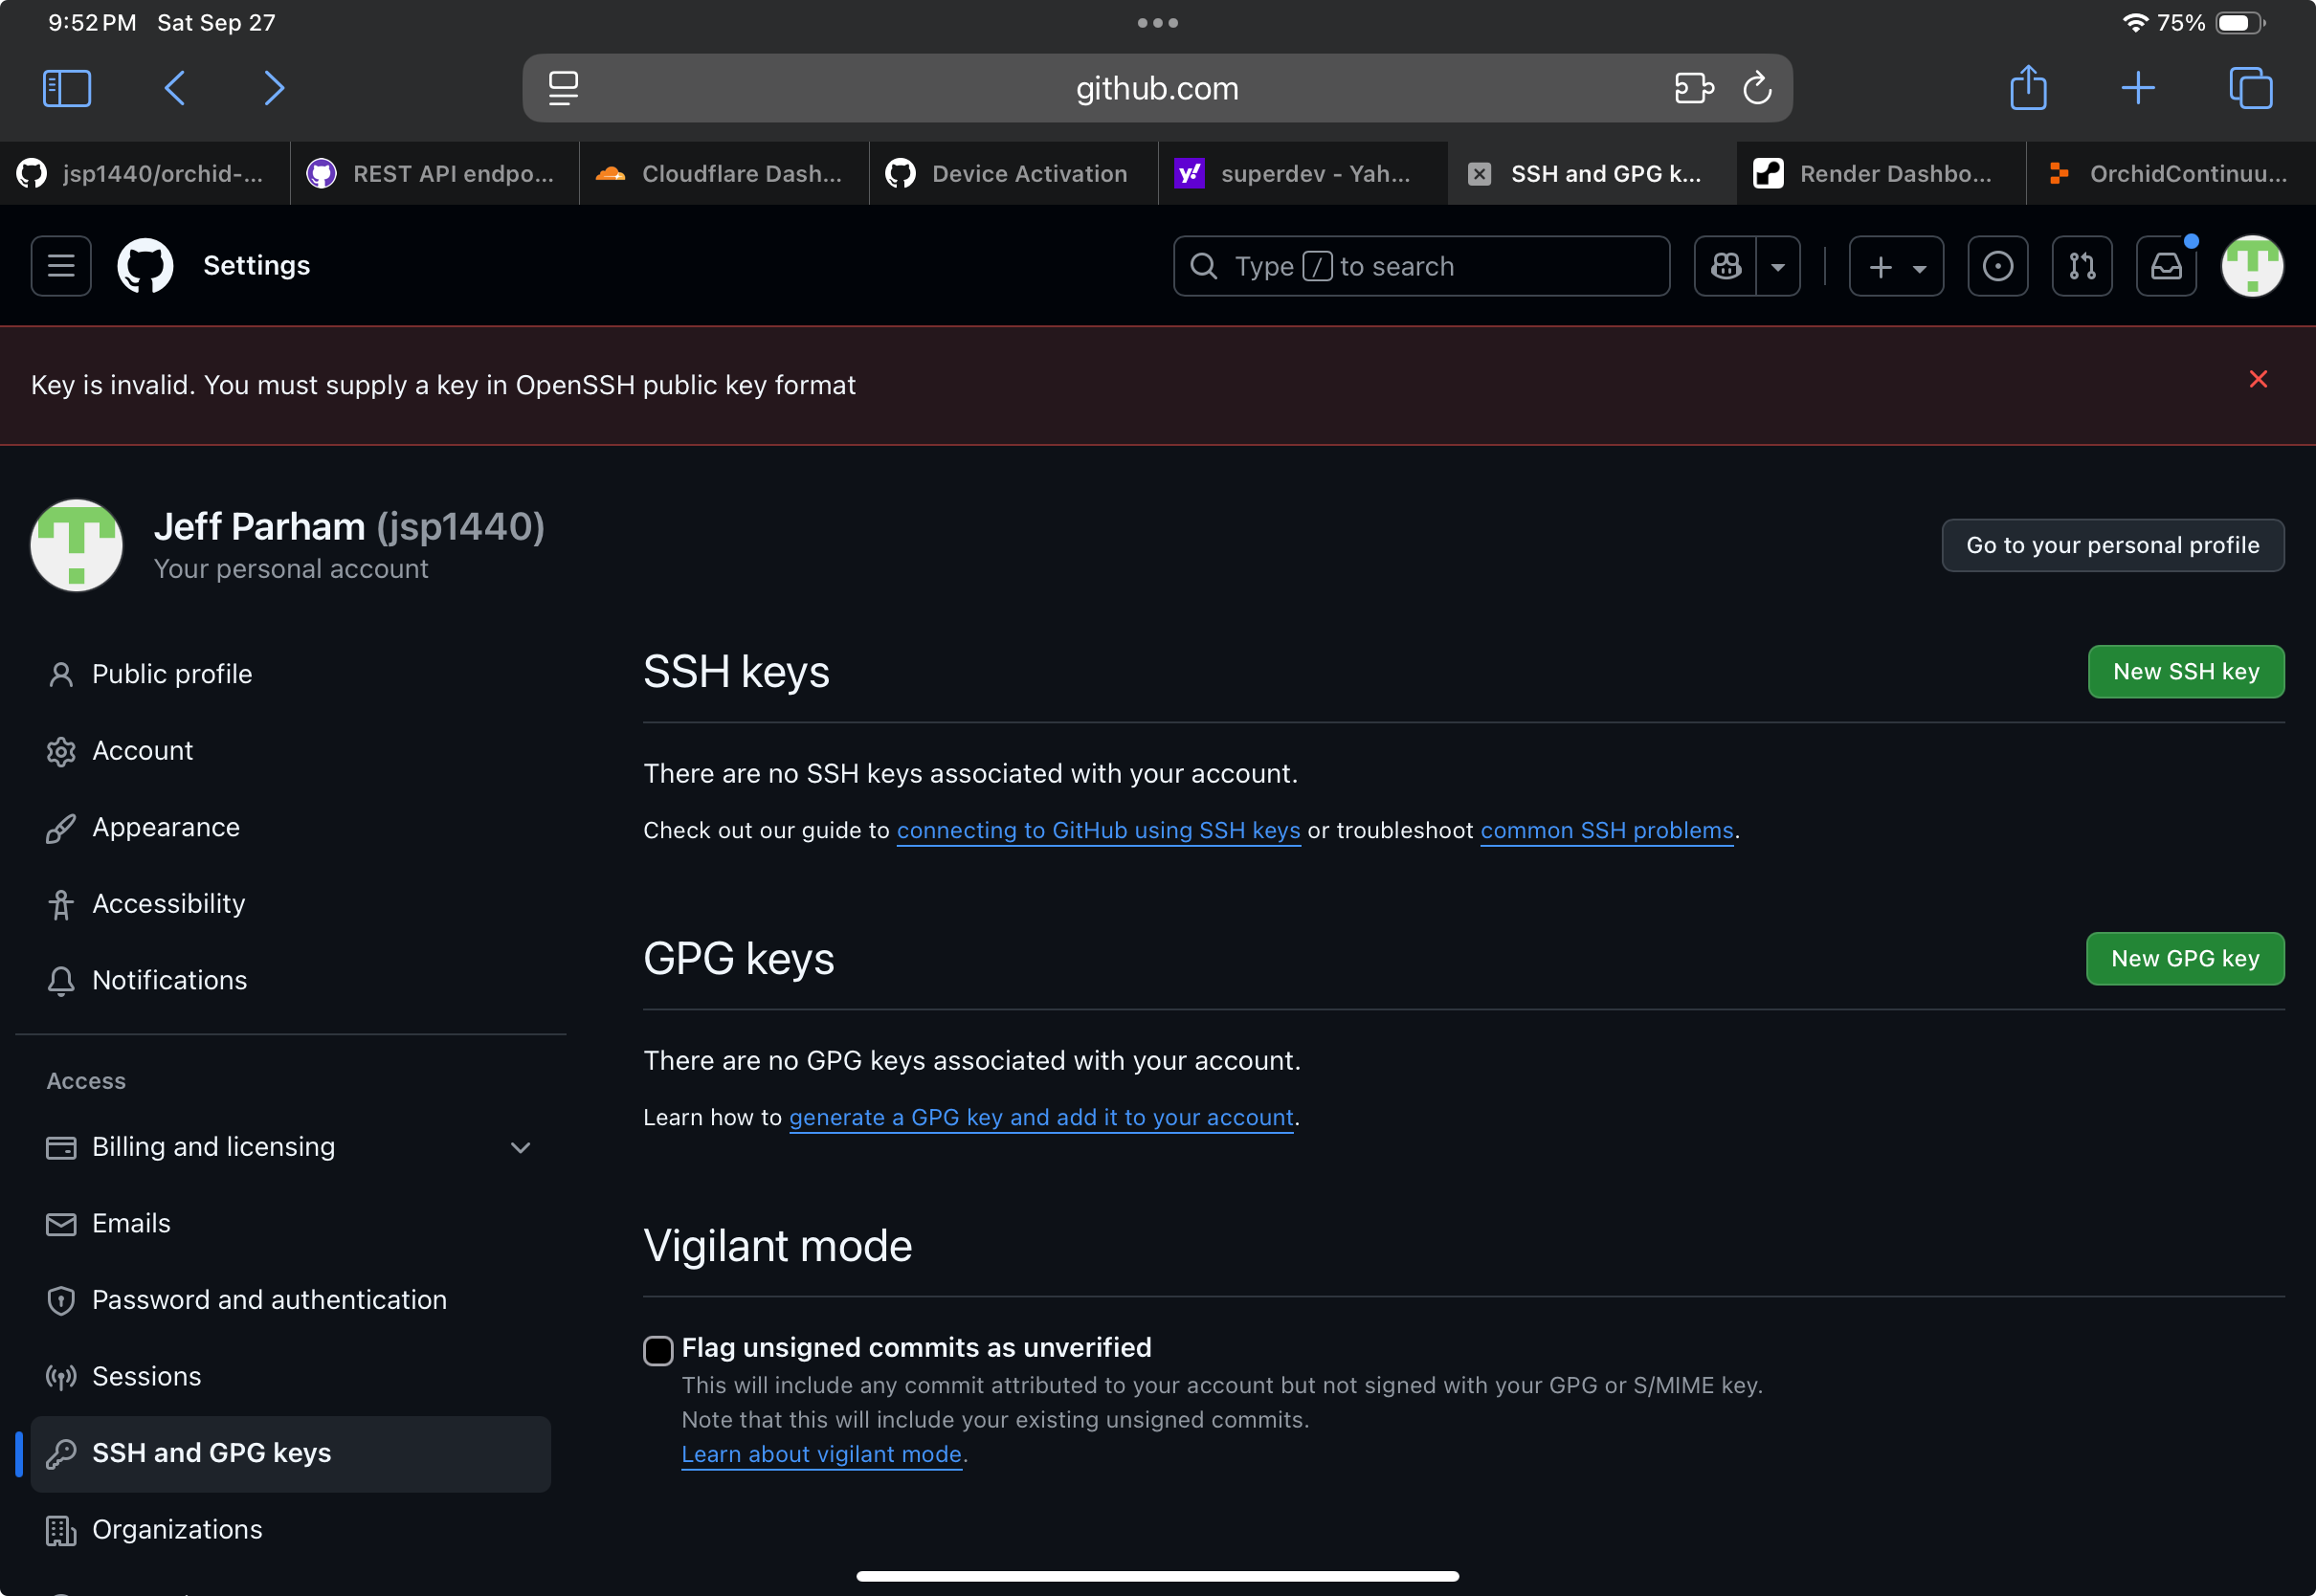 9:52 PM Sat Sep 27
75%
github.com
jsp1440/orchid-...
REST API endpo...
Cloudflare Dash...
Device Activation
superdev - Yah...
SSH and GPG k...
Render Dashbo...
OrchidContinuu...
Settings
Type / to search
Key is invalid. You must supply a key in OpenSSH public key format
Jeff Parham (jsp1440)
Your personal account
Go to your personal profile
Public profile
Account
Appearance
Accessibility
Notifications
Access
Billing and licensing
Emails
Password and authentication
Sessions
SSH and GPG keys
Organizations
SSH keys
New SSH key
There are no SSH keys associated with your account.
Check out our guide to connecting to GitHub using SSH keys or troubleshoot common SSH problems.
GPG keys
New GPG key
There are no GPG keys associated with your account.
Learn how to generate a GPG key and add it to your account.
Vigilant mode
Flag unsigned commits as unverified
This will include any commit attributed to your account but not signed with your GPG or S/MIME key.
Note that this will include your existing unsigned commits.
Learn about vigilant mode.